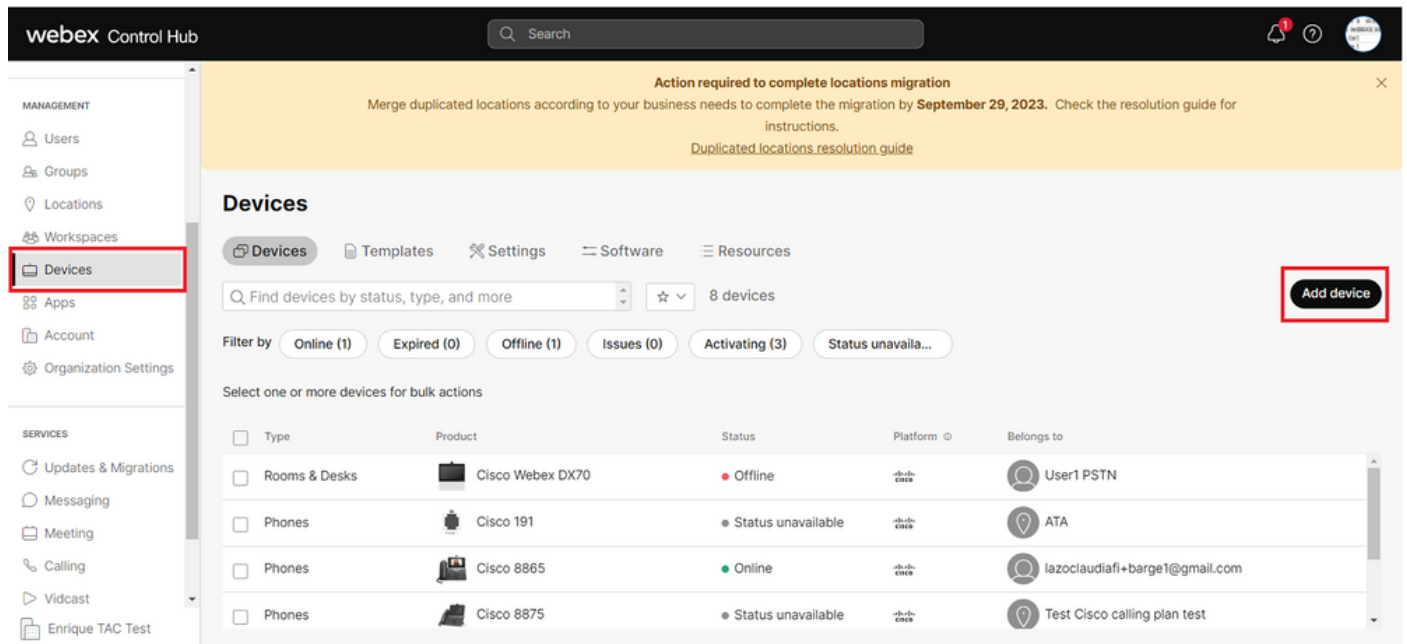 webex Control Hub
Search
1
MANAGEMENT
Users
Groups
Locations
Workspaces
Devices
Apps
Account
Organization Settings
SERVICES
Updates & Migrations
Messaging
Meeting
Calling
Vidcast
Enrique TAC Test
Action required to complete locations migration
Merge duplicated locations according to your business needs to complete the migration by September 29, 2023. Check the resolution guide for
instructions.
Duplicated locations resolution guide
Devices
Devices Templates Settings Software Resources
Find devices by status, type, and more
8 devices
Add device
Filter by Online (1) Expired (0) Offline (1) Issues (0) Activating (3) Status unavaila...
Select one or more devices for bulk actions
Type Product Status Platform Belongs to
Rooms & Desks Cisco Webex DX70 Offline CISCO User1 PSTN
Phones Cisco 191 Status unavailable CISCO ATA
Phones Cisco 8865 Online CISCO lazoclaudiafi+barge1@gmail.com
Phones Cisco 8875 Status unavailable CISCO Test Cisco calling plan test